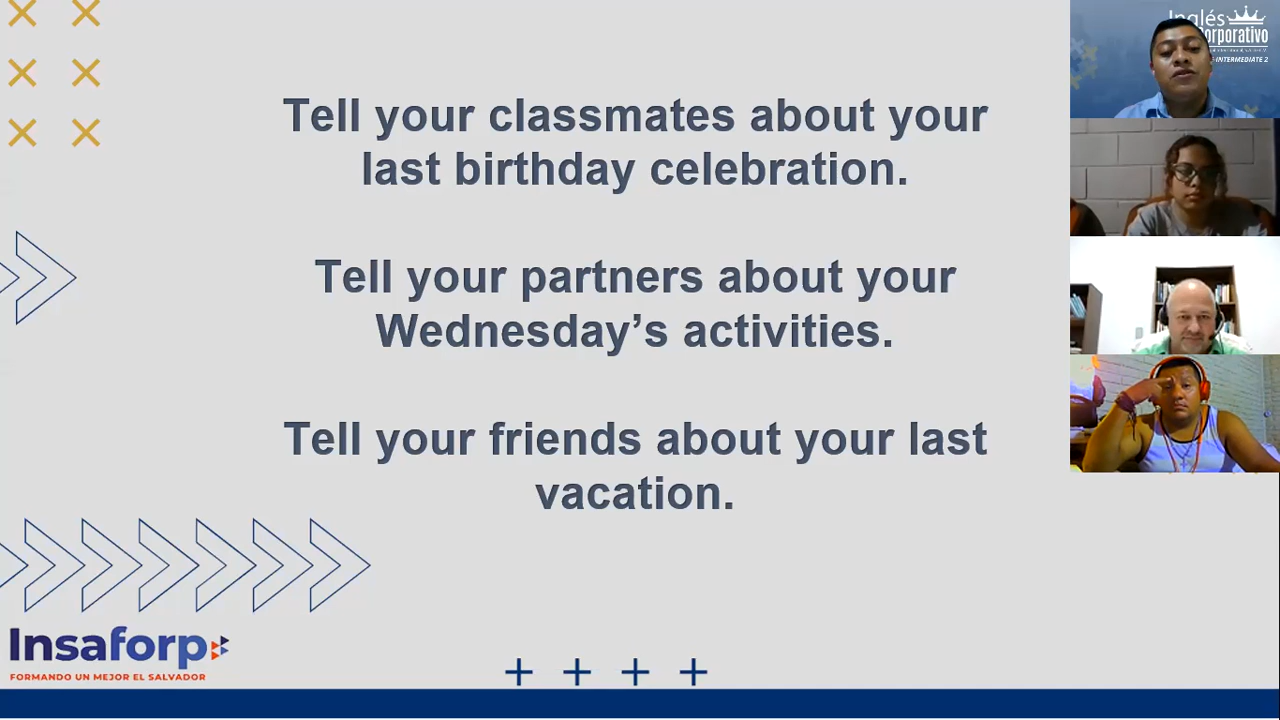 Tell your classmates about your
last birthday celebration.
Tell your partners about your
Wednesday’s activities.
Tell your friends about your last
vacation.
Insaforp
FORMANDO UN MEJOR EL SALVADOR
Inglés
Corporativo
INTERMEDIATE 2